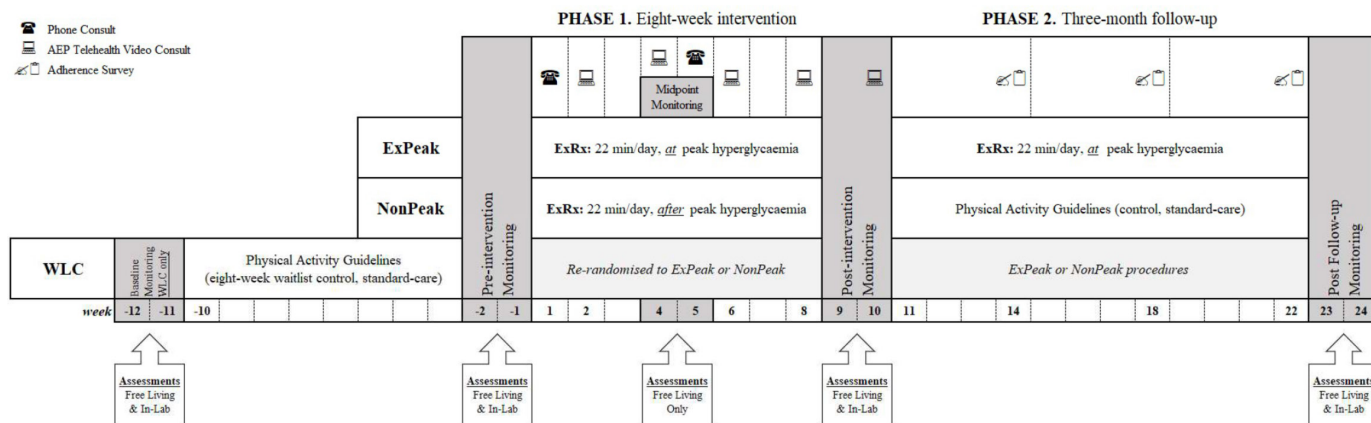 PHASE 1. Eight-week intervention
PHASE 2. Three-month follow-up
Phone Consult
AEP Telehealth Video Consult
Adherence Survey
Midpoint
Monitoring
ExPeak
ExRx: 22 min/day, at peak hyperglycaemia
ExRx: 22 min/day, at peak hyperglycaemia
NonPeak
ExRx: 22 min/day, after peak hyperglycaemia
Physical Activity Guidelines (control, standard-care)
WLC
Baseline
Monitoring
WLC only
Physical Activity Guidelines
(eight-week waitlist control, standard-care)
Pre-intervention
Monitoring
Re-randomised to ExPeak or NonPeak
Post-intervention
Monitoring
ExPeak or NonPeak procedures
Post Follow-up
Monitoring
week -12 -11 -10 -2 -1 1 2 4 5 6 8 9 10 11 14 18 22 23 24
Assessments
Free Living
& In-Lab
Assessments
Free Living
& In-Lab
Assessments
Free Living
Only
Assessments
Free Living
& In-Lab
Assessments
Free Living
& In-Lab